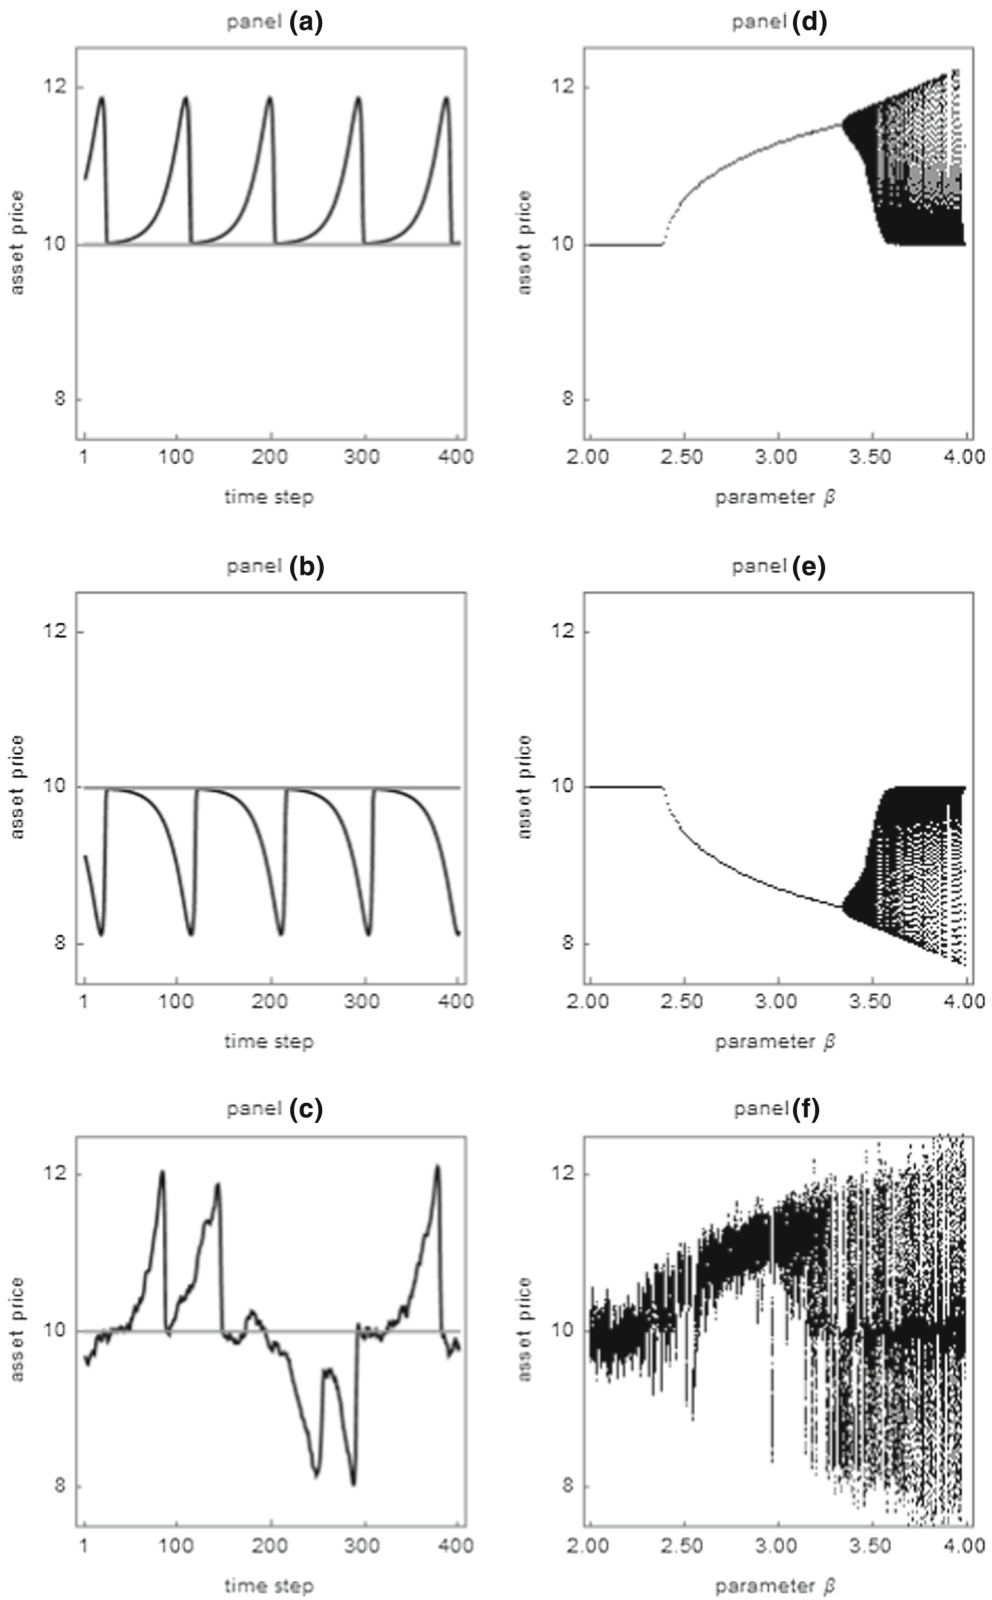 panel (a)
12
10
8
asset price
1 100 200 300 400
time step
panel (d)
12
10
8
asset price
2.00 2.50 3.00 3.50 4.00
parameter β
panel (b)
12
10
8
asset price
1 100 200 300 400
time step
panel (e)
12
10
8
asset price
2.00 2.50 3.00 3.50 4.00
parameter β
panel (c)
12
10
8
asset price
1 100 200 300 400
time step
panel (f)
12
10
8
asset price
2.00 2.50 3.00 3.50 4.00
parameter β